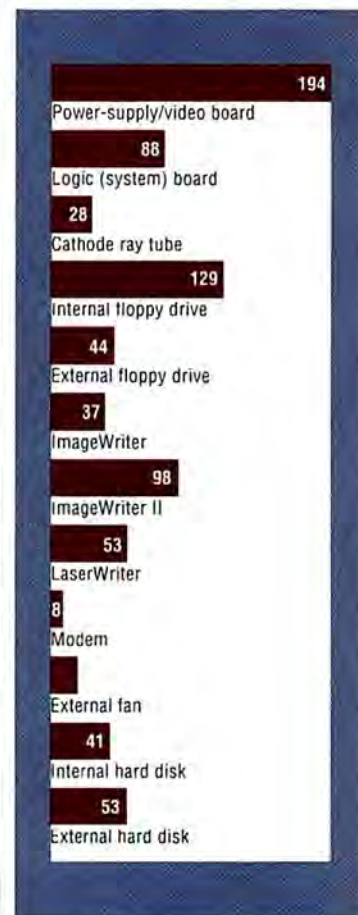 194
Power-supply/video board
88
Logic (system) board
28
Cathode ray tube
129
Internal floppy drive
44
External floppy drive
37
ImageWriter
98
ImageWriter II
53
LaserWriter
8
Modem
External fan
41
Internal hard disk
53
External hard disk